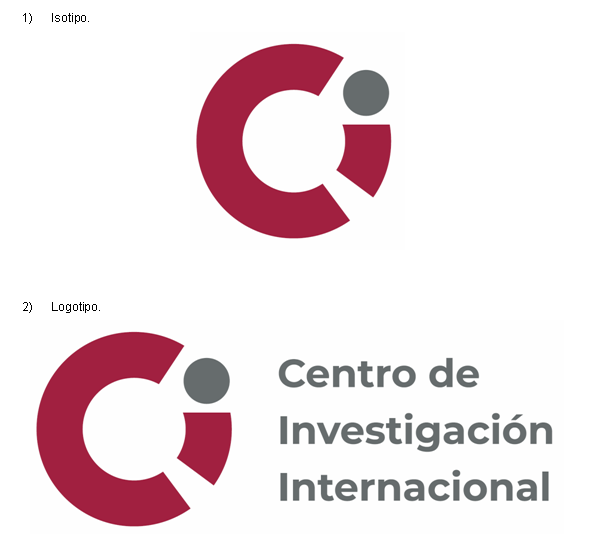 1) Isotipo.
2) Logotipo.
Centro de
Investigación
Internacional